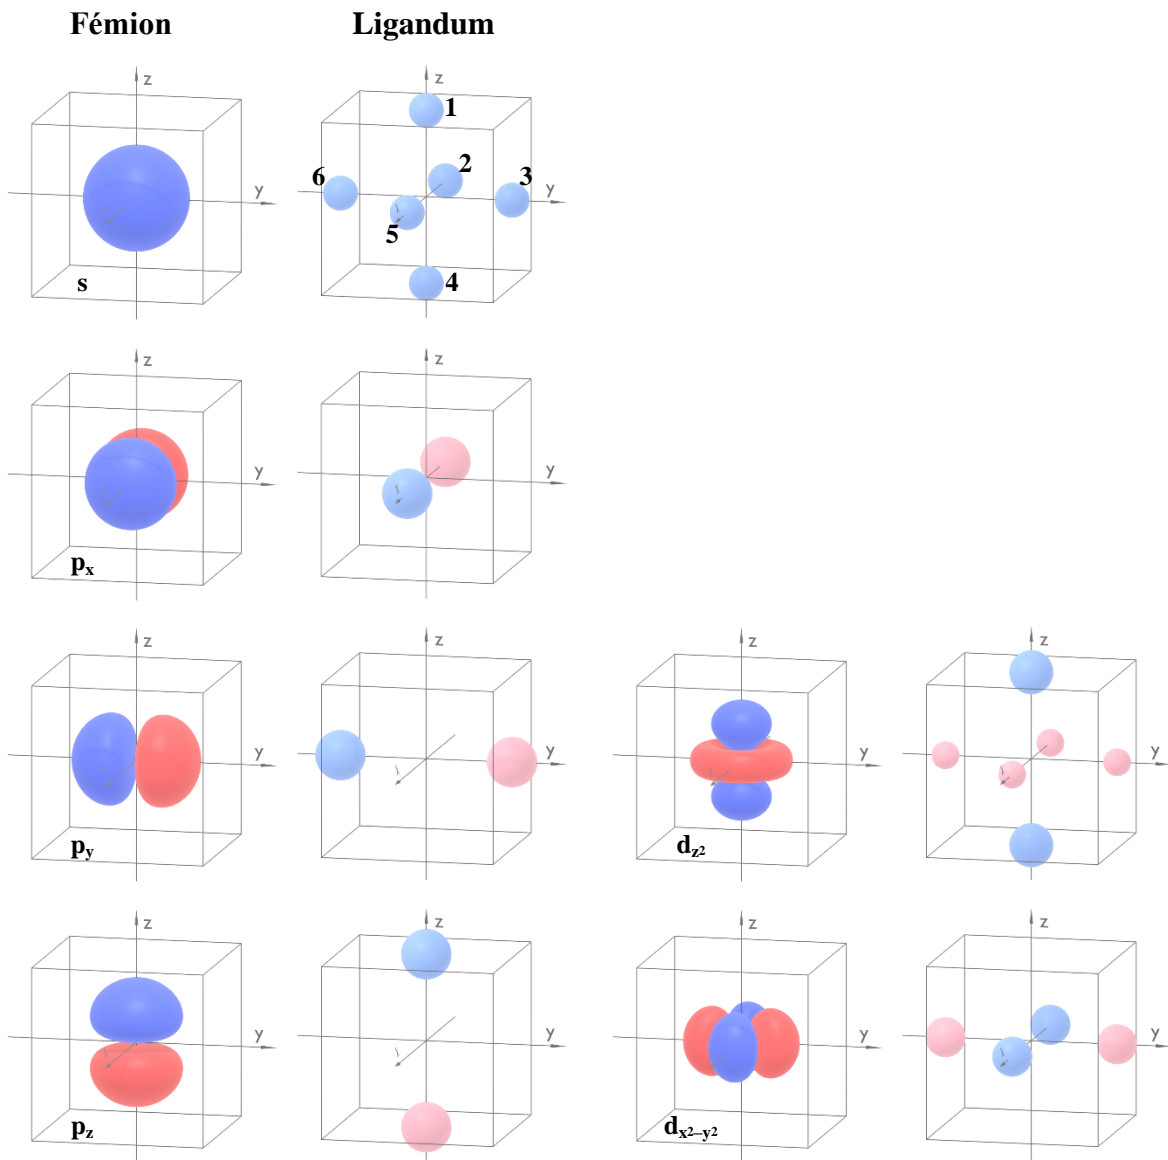 Fémion Ligandum
z z
1
6 2 3
y y
5
s 4
z z
y y
pₓ
z z z z
y y y y
p_y d_z²
z z z z
y y y y
p_z d_x²–y²